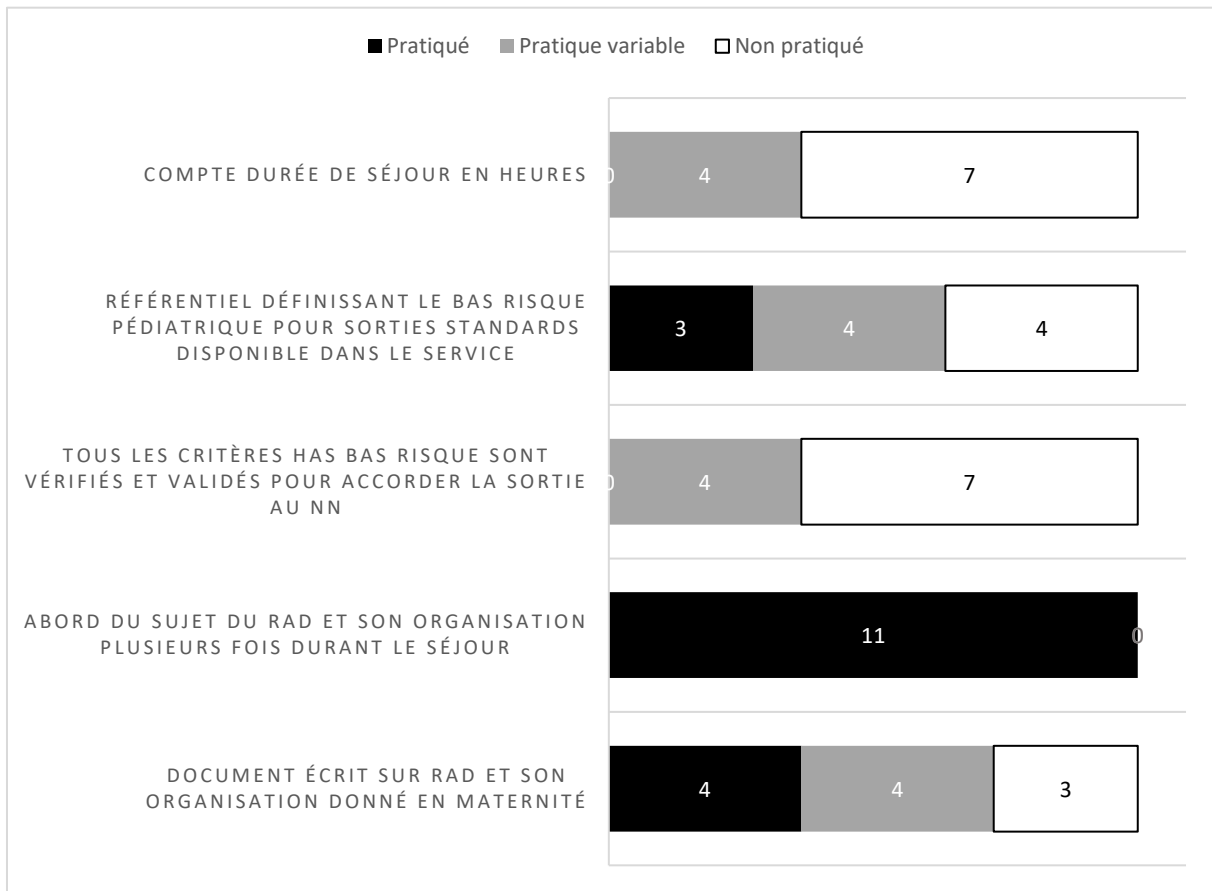 Pratiqué Pratique variable Non pratiqué
COMPTE DURÉE DE SÉJOUR EN HEURES
0 4 7
RÉFÉRENTIEL DÉFINISSANT LE BAS RISQUE
PÉDIATRIQUE POUR SORTIES STANDARDS
DISPONIBLE DANS LE SERVICE
3 4 4
TOUS LES CRITÈRES HAS BAS RISQUE SONT
VÉRIFIÉS ET VALIDÉS POUR ACCORDER LA SORTIE
AU NN
0 4 7
ABORD DU SUJET DU RAD ET SON ORGANISATION
PLUSIEURS FOIS DURANT LE SÉJOUR
11 0
DOCUMENT ÉCRIT SUR RAD ET SON
ORGANISATION DONNÉ EN MATERNITÉ
4 4 3